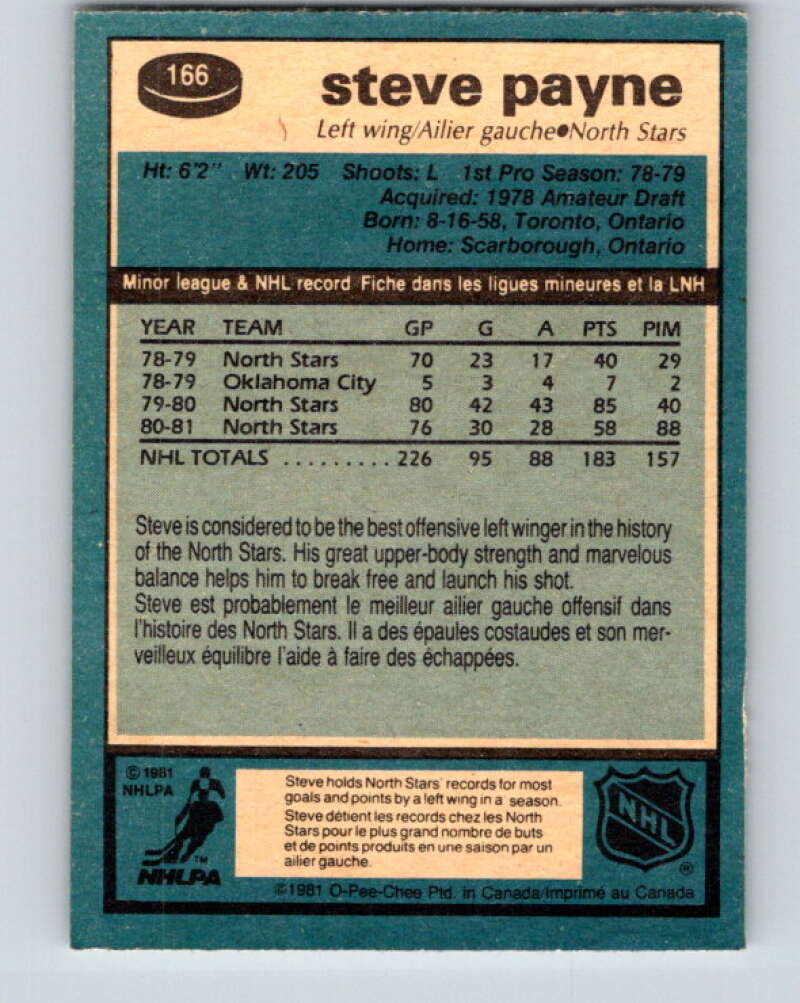 166
steve payne
Left wing/Ailier gauche●North Stars
Ht: 6'2" Wt: 205 Shoots: L 1st Pro Season: 78-79
Acquired: 1978 Amateur Draft
Born: 8-16-58, Toronto, Ontario
Home: Scarborough, Ontario
Minor league & NHL record Fiche dans les ligues mineures et la LNH
YEAR TEAM GP G A PTS PIM
78-79 North Stars 70 23 17 40 29
78-79 Oklahoma City 5 3 4 7 2
79-80 North Stars 80 42 43 85 40
80-81 North Stars 76 30 28 58 88
NHL TOTALS .......... 226 95 88 183 157
Steve is considered to be the best offensive left winger in the history
of the North Stars. His great upper-body strength and marvelous
balance helps him to break free and launch his shot.
Steve est probablement le meilleur ailier gauche offensif dans
l'histoire des North Stars. Il a des épaules costaudes et son mer-
veilleux équilibre l'aide à faire des échappées.
© 1981
NHLPA
TM
NHLPA
Steve holds North Stars' records for most
goals and points by a left wing in a season.
Steve détient les records chez les North
Stars pour le plus grand nombre de buts
et de points produits en une saison par un
ailier gauche.
NHL
®
©1981 O-Pee-Chee Ptd. in Canada/Imprimé au Canada